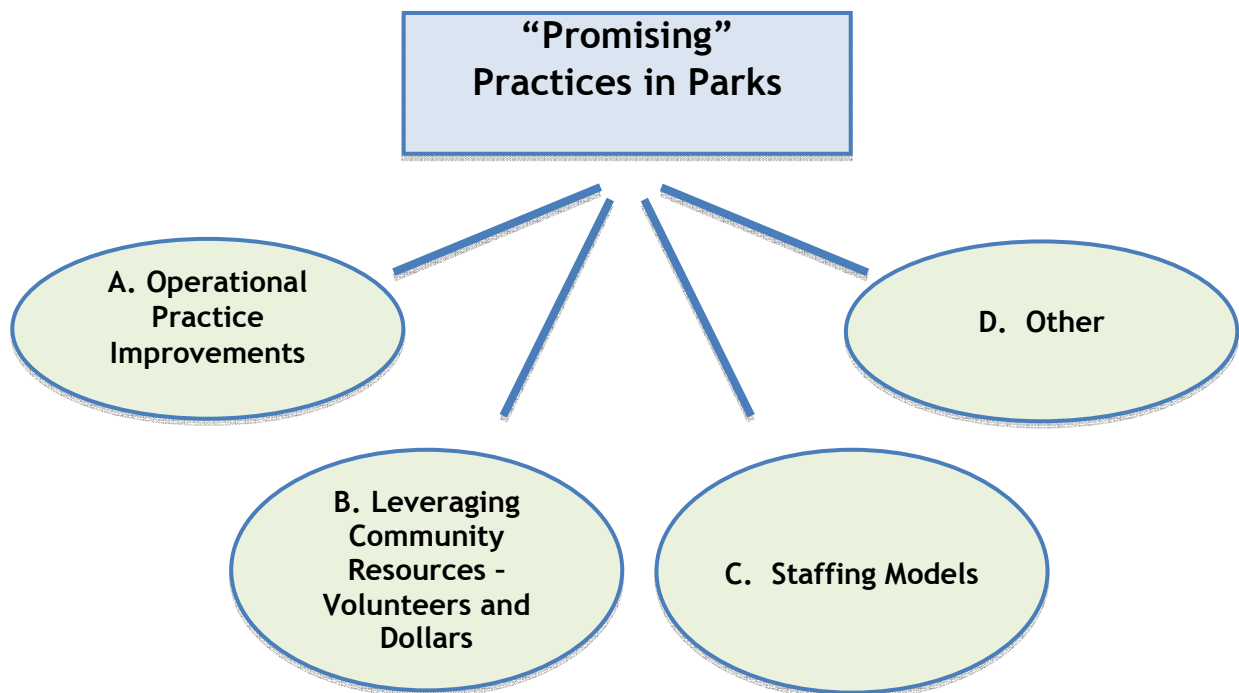 “Promising”
Practices in Parks
A. Operational
Practice
Improvements
D. Other
B. Leveraging
Community
Resources –
Volunteers and
Dollars
C. Staffing Models